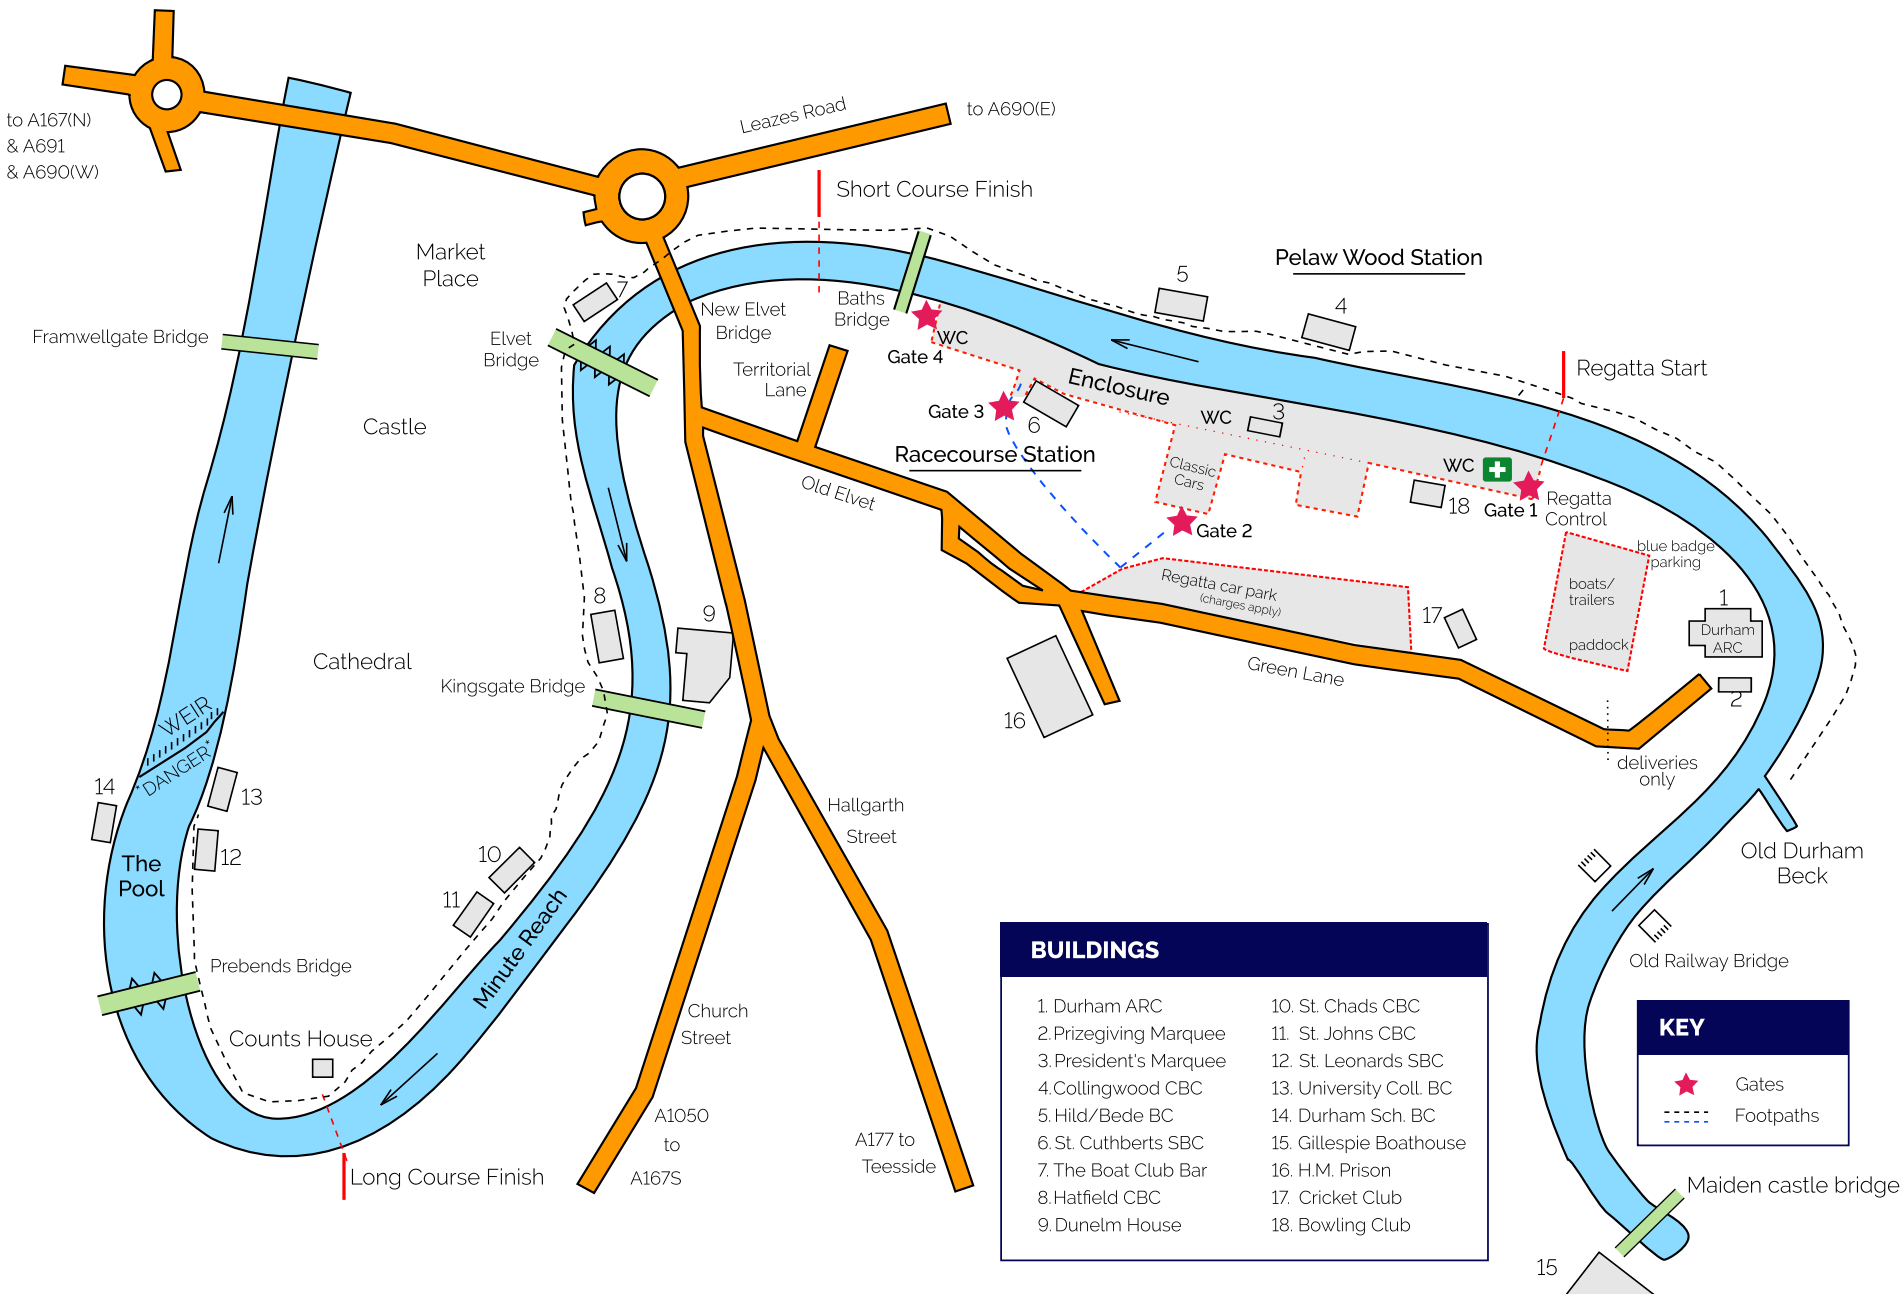 to A167(N)
& A691
& A690(W)
Leazes Road
to A690(E)
Short Course Finish
Market
Place
Pelaw Wood Station
5
4
7
Framwellgate Bridge
Elvet
Bridge
New Elvet
Bridge
Baths
Bridge
WC
Gate 4
Regatta Start
Territorial
Lane
Enclosure
Castle
Gate 3
6
WC
3
Racecourse Station
Classic
Cars
WC
18
Gate 1
Regatta
Control
Old Elvet
Gate 2
blue badge
parking
Regatta car park
(charges apply)
boats/
trailers
paddock
1
Durham
ARC
2
17
8
9
Cathedral
Kingsgate Bridge
Green Lane
16
WEIR
*DANGER*
deliveries
only
14
13
12
The
Pool
Hallgarth
Street
10
11
Minute Reach
Old Durham
Beck
Prebends Bridge
Old Railway Bridge
Counts House
Church
Street
A1050
to
A167S
A177 to
Teesside
Long Course Finish
BUILDINGS
1. Durham ARC
2. Prizegiving Marquee
3. President's Marquee
4. Collingwood CBC
5. Hild/Bede BC
6. St. Cuthberts SBC
7. The Boat Club Bar
8. Hatfield CBC
9. Dunelm House
10. St. Chads CBC
11. St. Johns CBC
12. St. Leonards SBC
13. University Coll. BC
14. Durham Sch. BC
15. Gillespie Boathouse
16. H.M. Prison
17. Cricket Club
18. Bowling Club
KEY
Gates
Footpaths
Maiden castle bridge
15